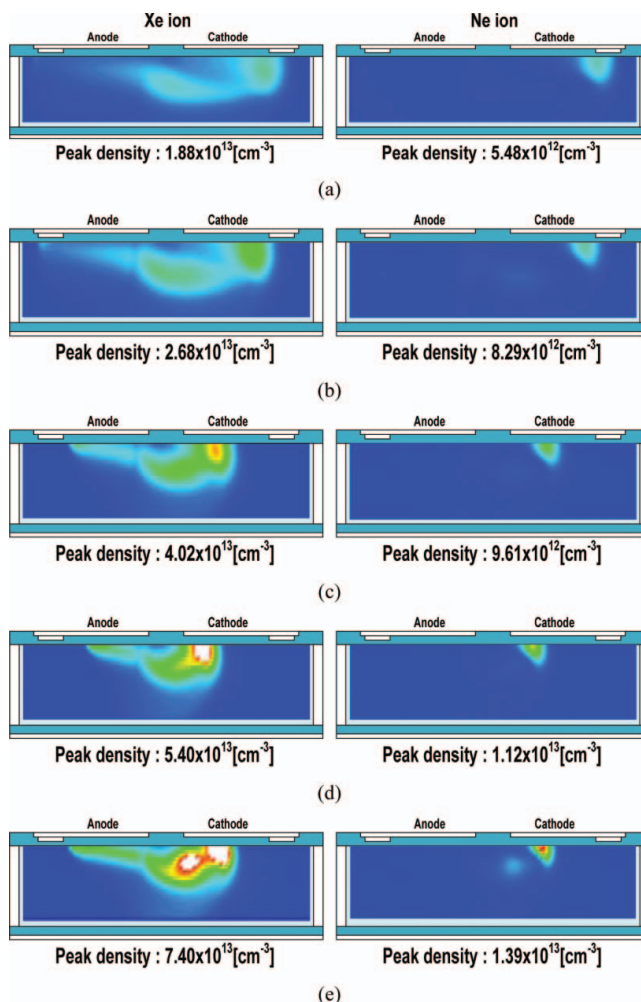 Xe ion Ne ion
Anode Cathode Anode Cathode
Peak density : 1.88x10¹³[cm⁻³] Peak density : 5.48x10¹²[cm⁻³]
(a)
Anode Cathode Anode Cathode
Peak density : 2.68x10¹³[cm⁻³] Peak density : 8.29x10¹²[cm⁻³]
(b)
Anode Cathode Anode Cathode
Peak density : 4.02x10¹³[cm⁻³] Peak density : 9.61x10¹²[cm⁻³]
(c)
Anode Cathode Anode Cathode
Peak density : 5.40x10¹³[cm⁻³] Peak density : 1.12x10¹³[cm⁻³]
(d)
Anode Cathode Anode Cathode
Peak density : 7.40x10¹³[cm⁻³] Peak density : 1.39x10¹³[cm⁻³]
(e)